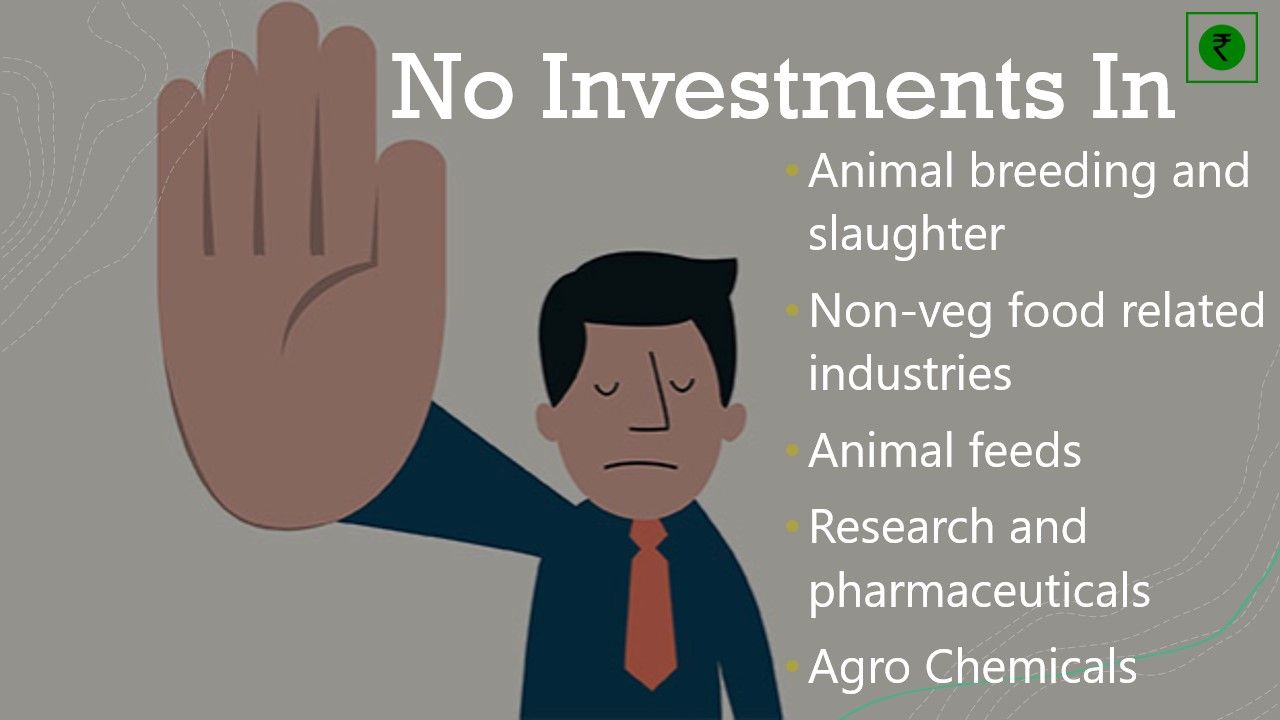 No Investments In
₹
• Animal breeding and
slaughter
• Non-veg food related
industries
• Animal feeds
• Research and
pharmaceuticals
• Agro Chemicals